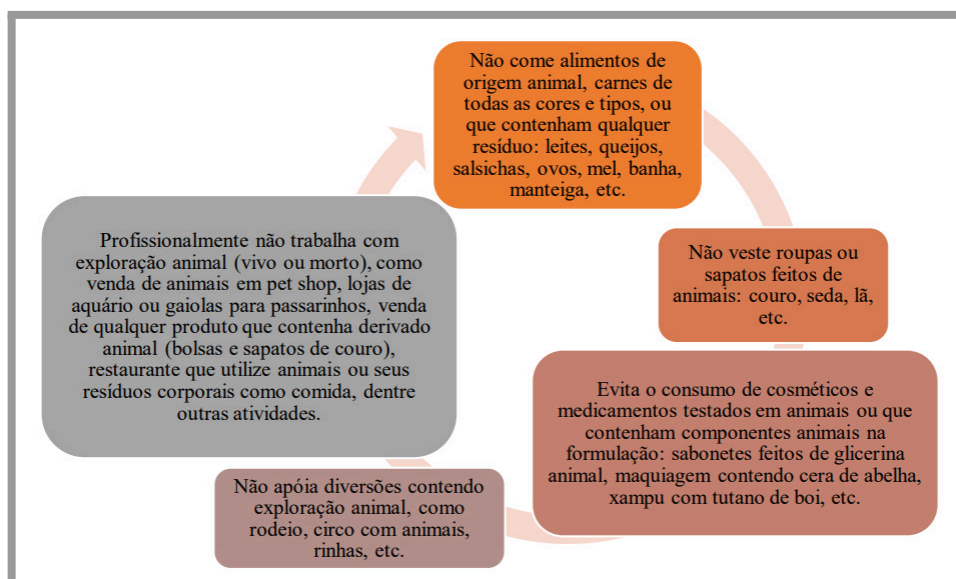 Não come alimentos de
origem animal, carnes de
todas as cores e tipos, ou
que contenham qualquer
resíduo: leites, queijos,
salsichas, ovos, mel, banha,
manteiga, etc.
Não veste roupas ou
sapatos feitos de
animais: couro, seda, lã,
etc.
Evita o consumo de cosméticos e
medicamentos testados em animais ou que
contenham componentes animais na
formulação: sabonetes feitos de glicerina
animal, maquiagem contendo cera de abelha,
xampu com tutano de boi, etc.
Não apóia diversões contendo
exploração animal, como
rodeio, circo com animais,
rinhas, etc.
Profissionalmente não trabalha com
exploração animal (vivo ou morto), como
venda de animais em pet shop, lojas de
aquário ou gaiolas para passarinhos, venda
de qualquer produto que contenha derivado
animal (bolsas e sapatos de couro),
restaurante que utilize animais ou seus
resíduos corporais como comida, dentre
outras atividades.